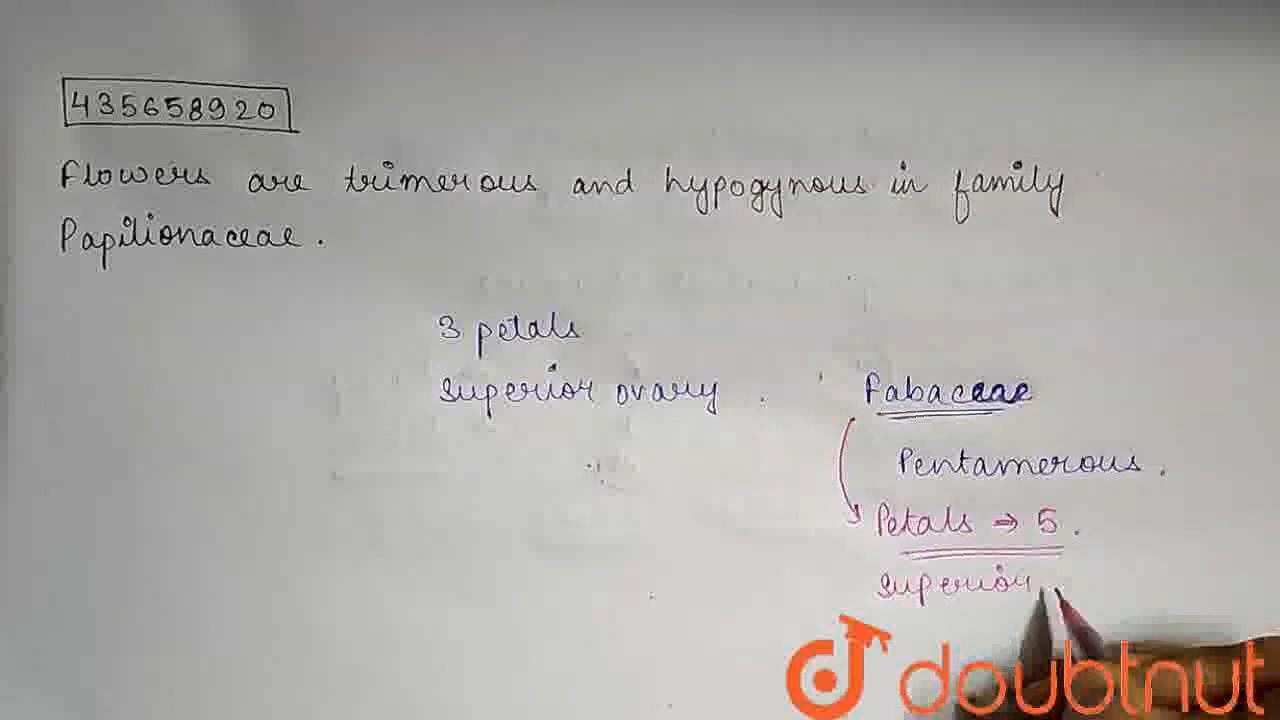 435658920
Flowers are trimerous and hypogynous in family
Papilionaceae.
3 petals
superior ovary.
Fabaceae
Pentamerous.
Petals → 5.
superior
doubtnut